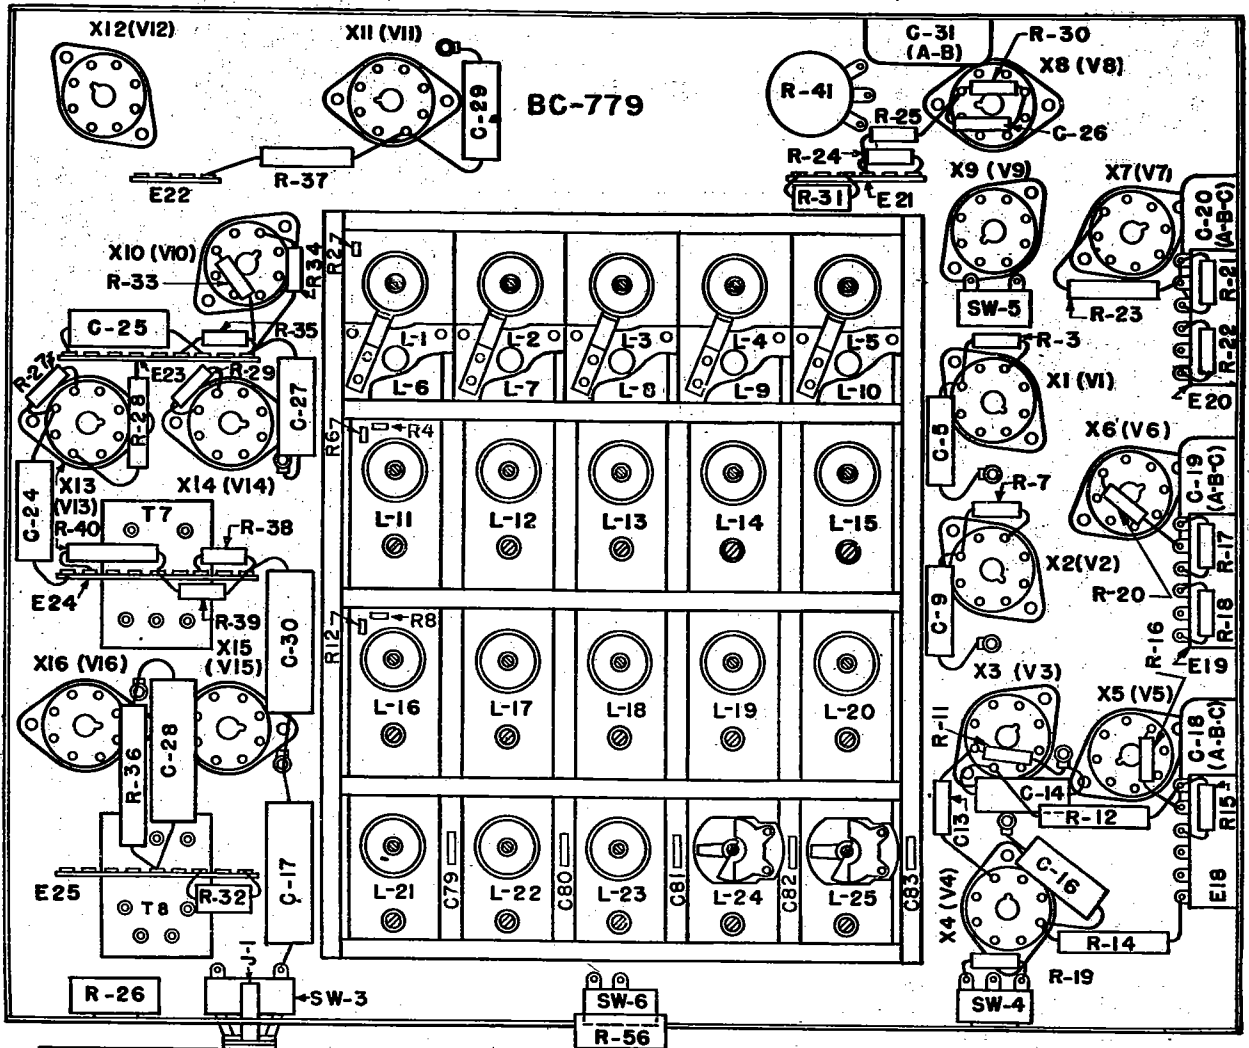 X12(V12)
X11 (V11)
C-29
BC-779
C-31
(A-B)
R-30
X8 (V8)
R-41
R-25
C-26
R-24
R-37
E22
R-31
E21
X9 (V9)
X7(V7)
C-20
(A-B-C)
X10 (V10)
R-33
R34
R27
R-21
SW-5
R-23
C-25
R-35
R-3
R-22
L-1
L-2
L-3
L-4
L-5
R-27
E23
R-29
C-27
X1 (V1)
L-6
L-7
L-8
L-9
L-10
E20
R-28
R6
R4
C-5
X6 (V6)
C-19
(A-B-C)
C-24
X13
(V13)
X14 (V14)
R-7
T7
R-40
R-38
L-11
L-12
L-13
L-14
L-15
R-17
X2(V2)
E24
R-39
C-30
R-20
C-9
R-18
R12
R8
R-16
X16 (V16)
X15
(V15)
E19
X3 (V3)
X5 (V5)
L-16
L-17
L-18
L-19
L-20
R-11
C-18
(A-B-C)
R-36
C-28
C-14
R-12
R15
C13
C-17
C-16
E25
R-32
L-21
C79
L-22
C80
L-23
C81
L-24
C82
L-25
C83
E18
T8
X4 (V4)
R-14
J-1
R-19
R-26
SW-3
SW-6
SW-4
R-56